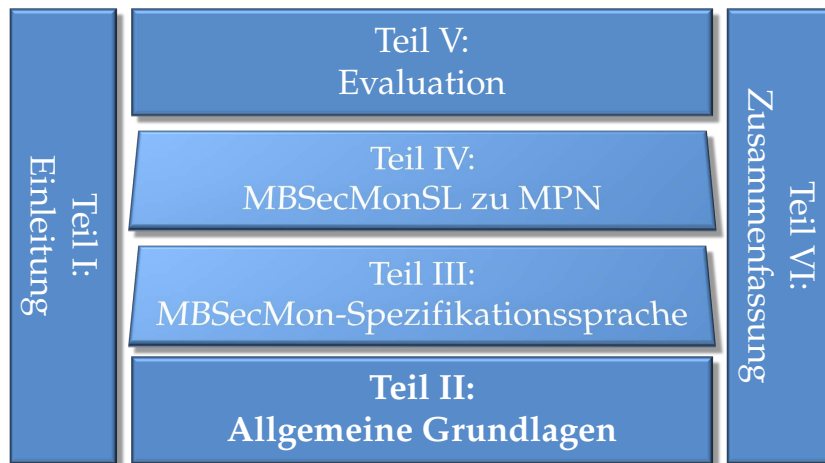 Teil I:
Einleitung
Teil V:
Evaluation
Teil IV:
MBSecMonSL zu MPN
Teil III:
MBSecMon-Spezifikationssprache
Teil II:
Allgemeine Grundlagen
Teil VI:
Zusammenfassung